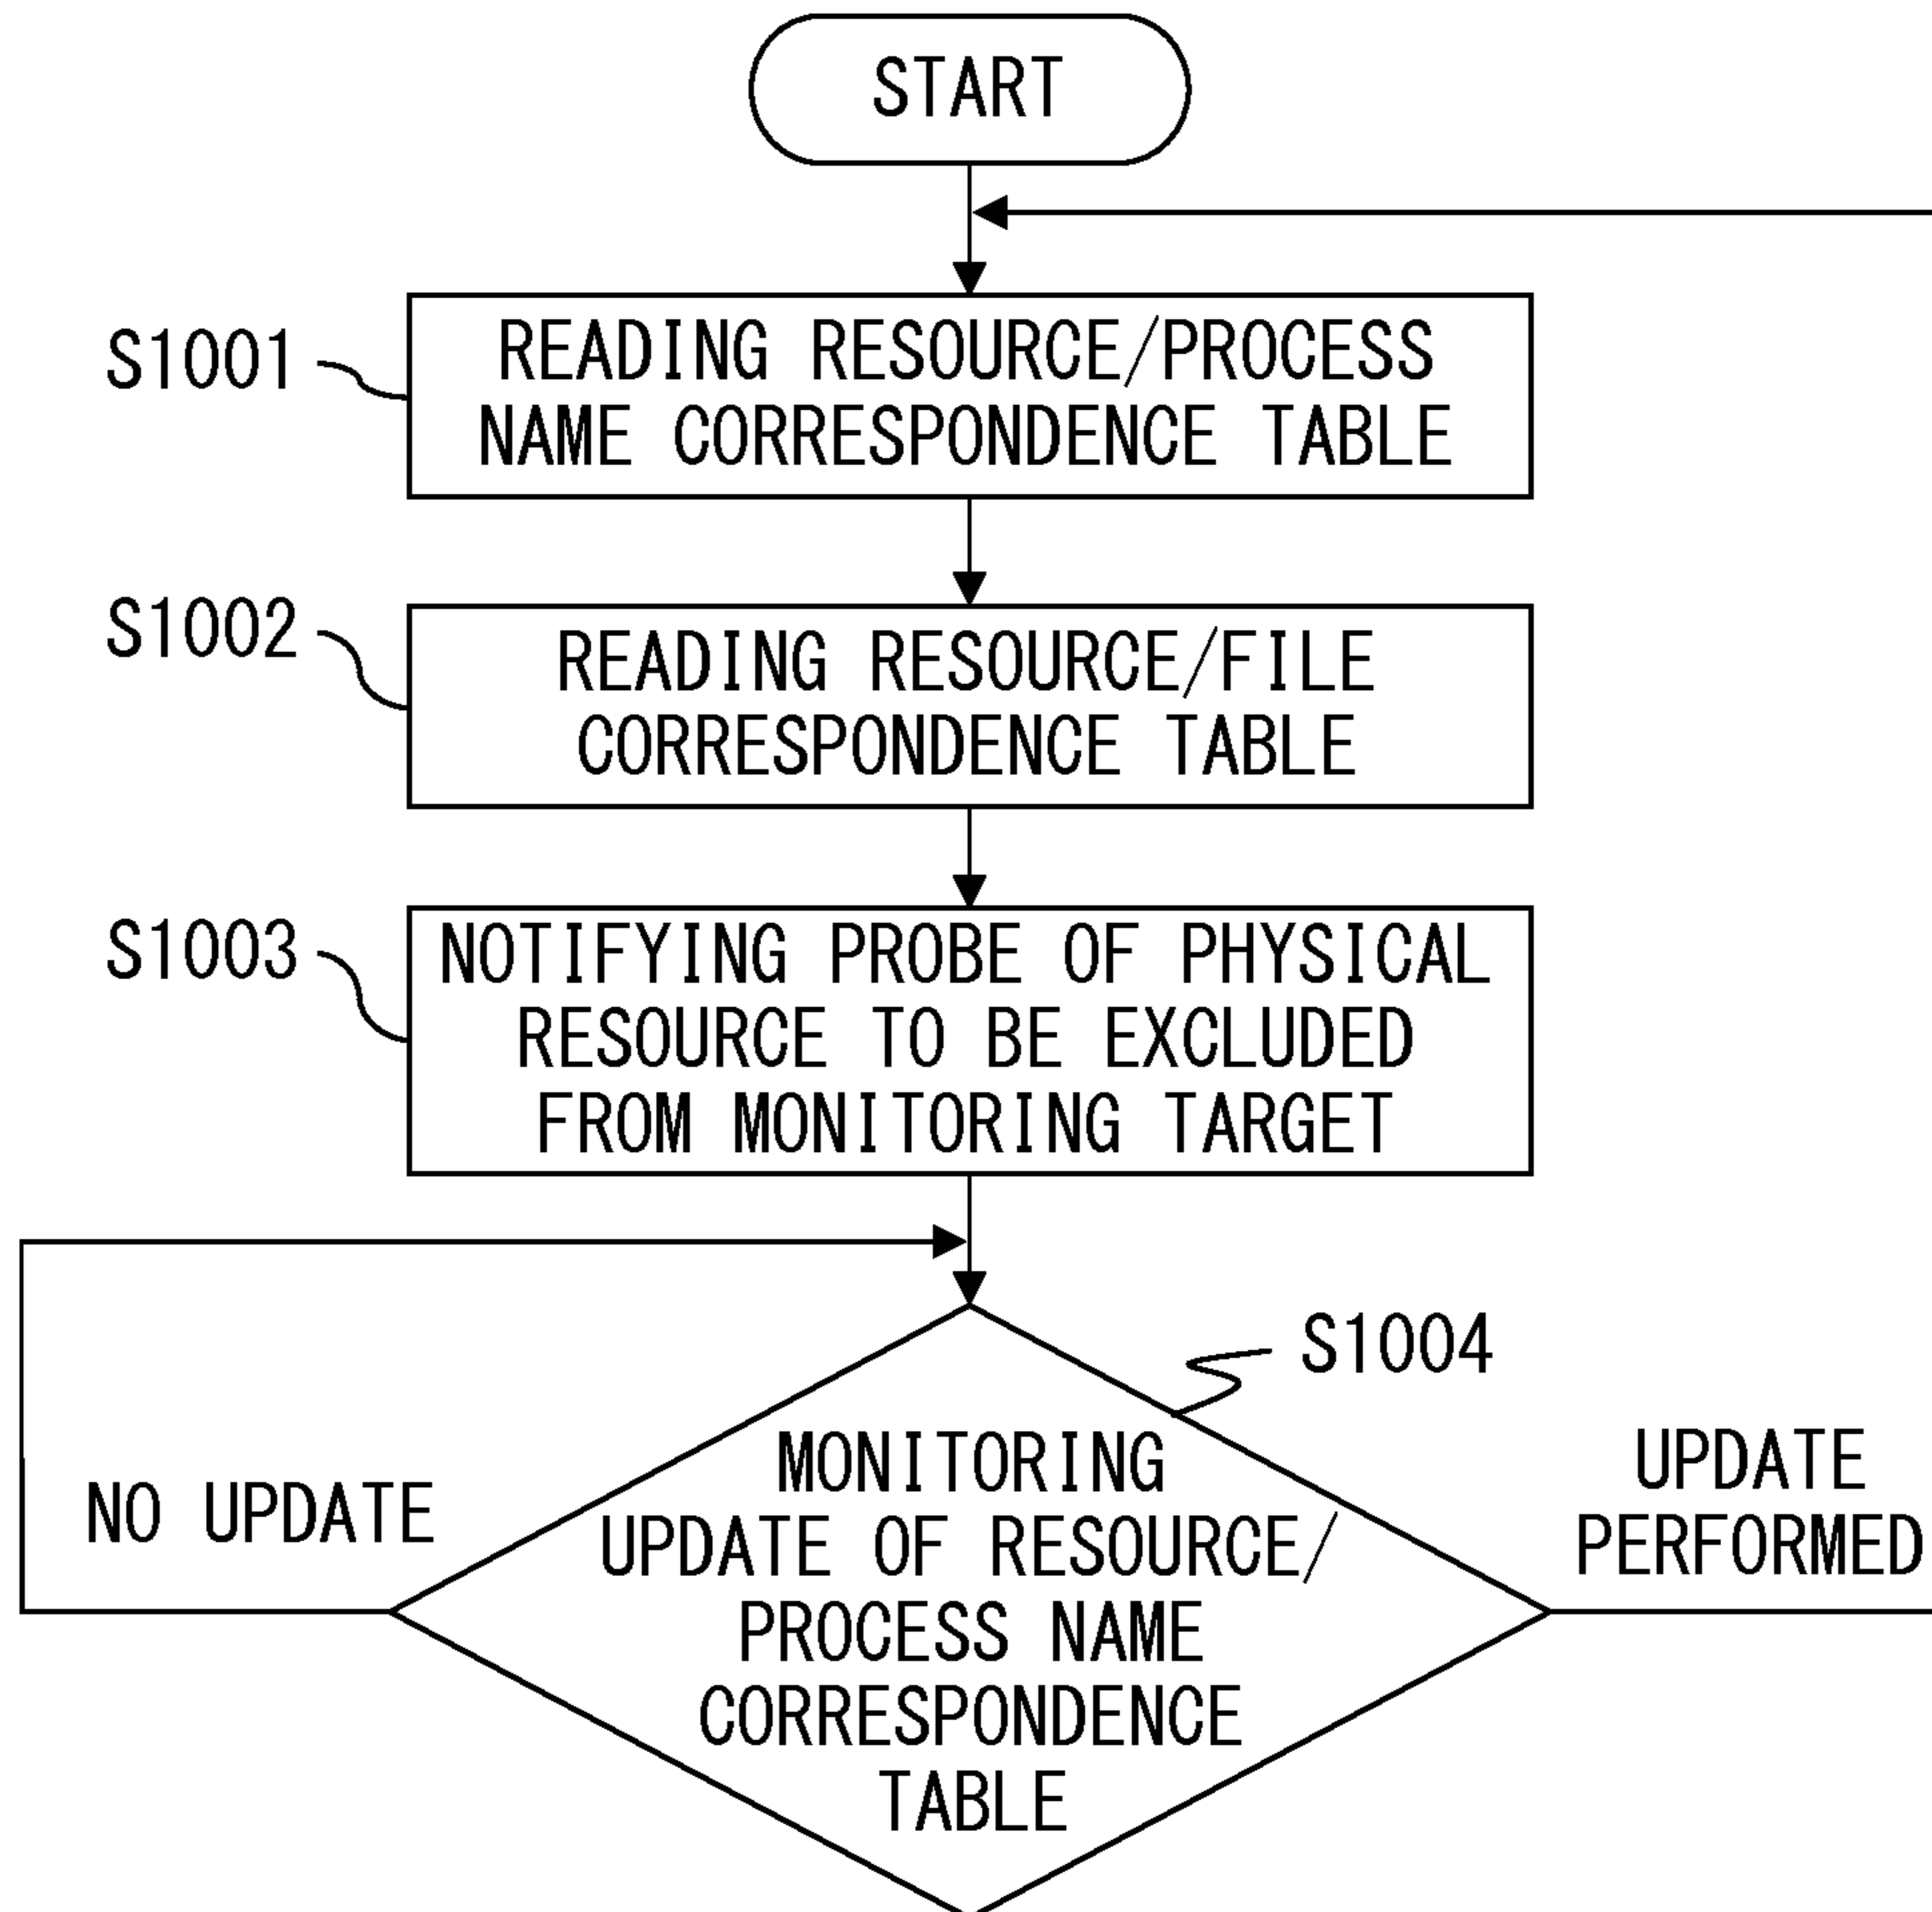 START
S1001
READING RESOURCE/PROCESS
NAME CORRESPONDENCE TABLE
S1002
READING RESOURCE/FILE
CORRESPONDENCE TABLE
S1003
NOTIFYING PROBE OF PHYSICAL
RESOURCE TO BE EXCLUDED
FROM MONITORING TARGET
S1004
NO UPDATE
MONITORING
UPDATE OF RESOURCE/
PROCESS NAME
CORRESPONDENCE
TABLE
UPDATE
PERFORMED